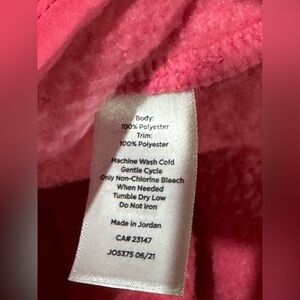 Body:
100% Polyester
Trim:
100% Polyester
Machine Wash Cold
Gentle Cycle
Only Non-Chlorine Bleach
When Needed
Tumble Dry Low
Do Not Iron
Made in Jordan
CA# 23147
JO5375 05/21